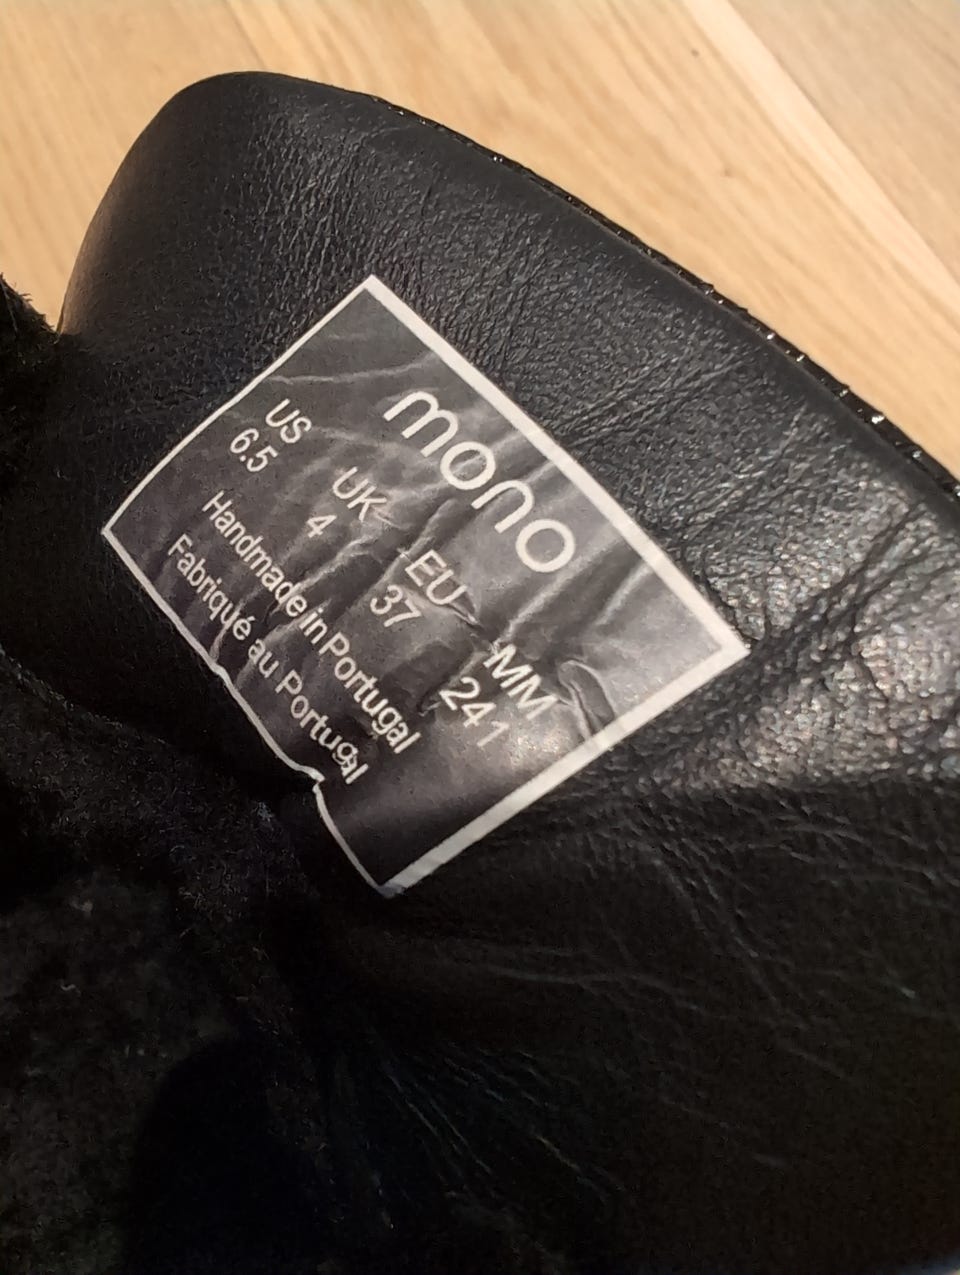 mono
US UK EU MM
6.5 4 37 241
Handmade in Portugal
Fabriqué au Portugal